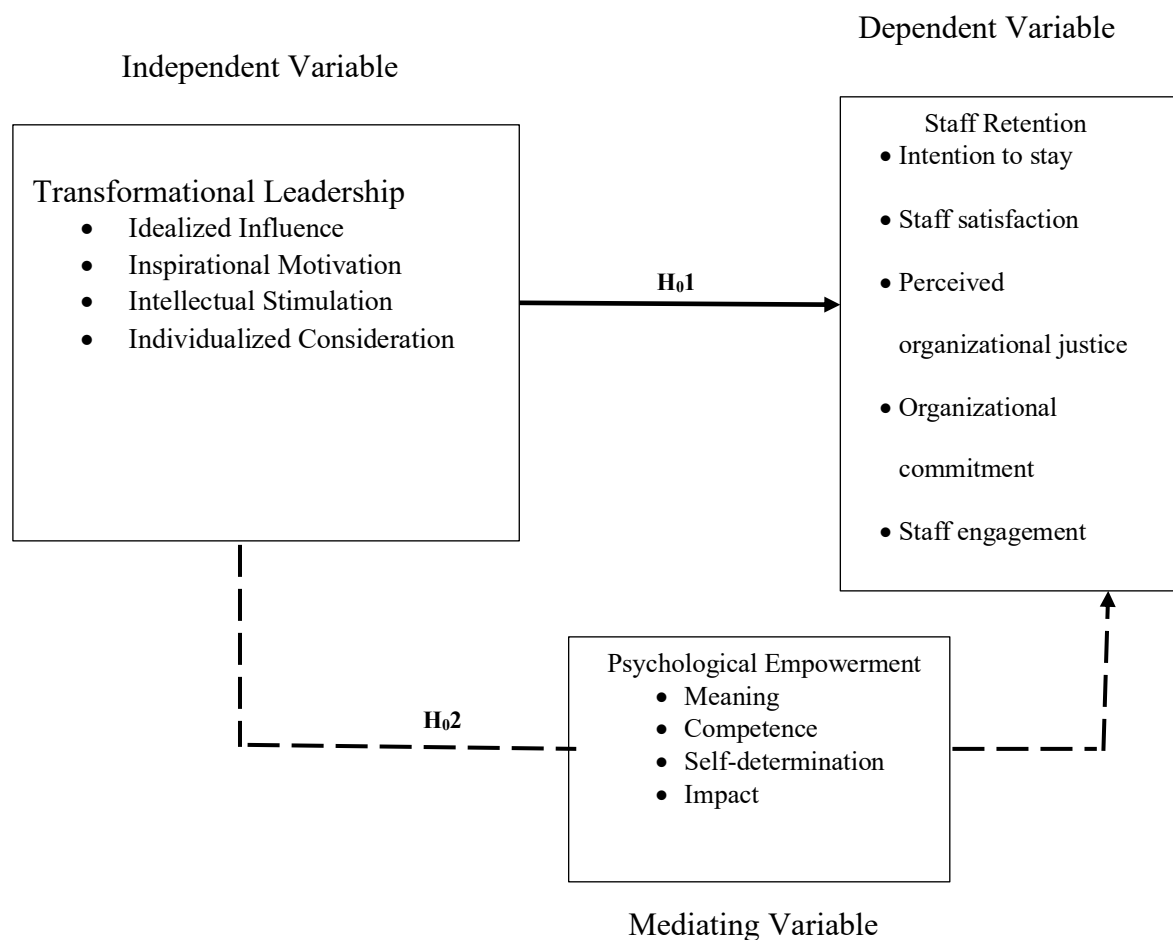 Independent Variable
Transformational Leadership
• Idealized Influence
• Inspirational Motivation
• Intellectual Stimulation
• Individualized Consideration
H₀1
Dependent Variable
Staff Retention
• Intention to stay
• Staff satisfaction
• Perceived
organizational justice
• Organizational
commitment
• Staff engagement
H₀2
Psychological Empowerment
• Meaning
• Competence
• Self-determination
• Impact
Mediating Variable